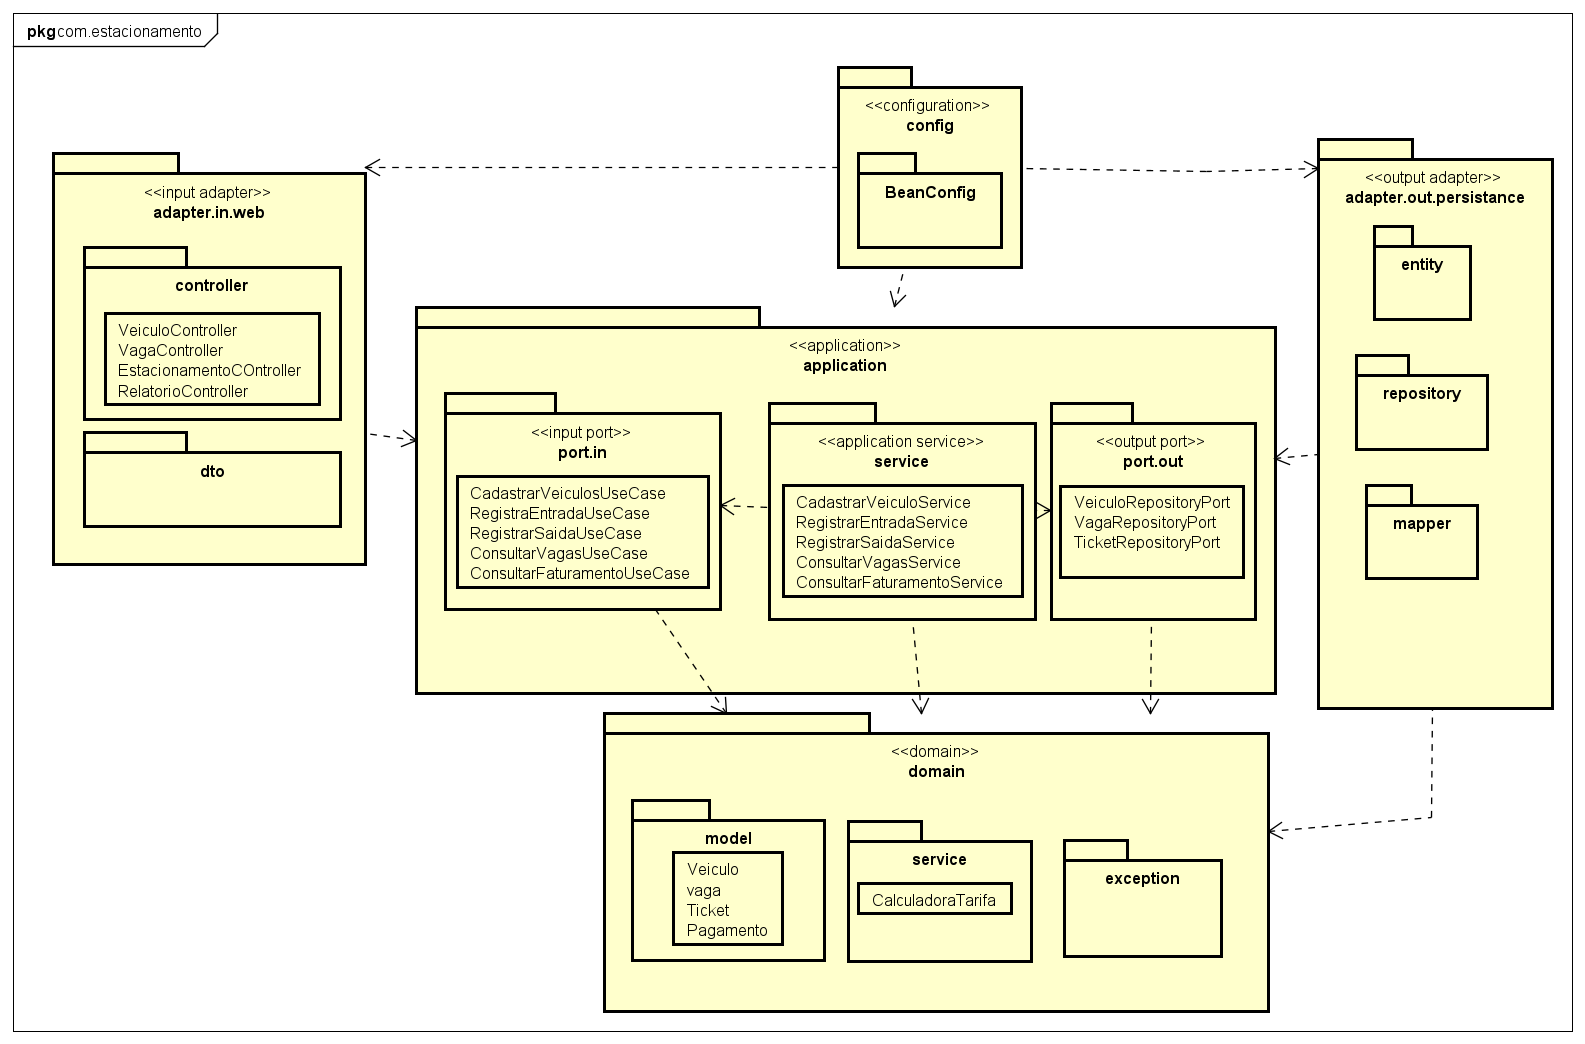 pkg com.estacionamento
<<configuration>>
config
BeanConfig
<<input adapter>>
adapter.in.web
controller
VeiculoController
VagaController
EstacionamentoCOntroller
RelatorioController
dto
<<output adapter>>
adapter.out.persistance
entity
repository
mapper
<<application>>
application
<<input port>>
port.in
CadastrarVeiculosUseCase
RegistraEntradaUseCase
RegistrarSaidaUseCase
ConsultarVagasUseCase
ConsultarFaturamentoUseCase
<<application service>>
service
CadastrarVeiculoService
RegistrarEntradaService
RegistrarSaidaService
ConsultarVagasService
ConsultarFaturamentoService
<<output port>>
port.out
VeiculoRepositoryPort
VagaRepositoryPort
TicketRepositoryPort
<<domain>>
domain
model
Veiculo
vaga
Ticket
Pagamento
service
CalculadoraTarifa
exception